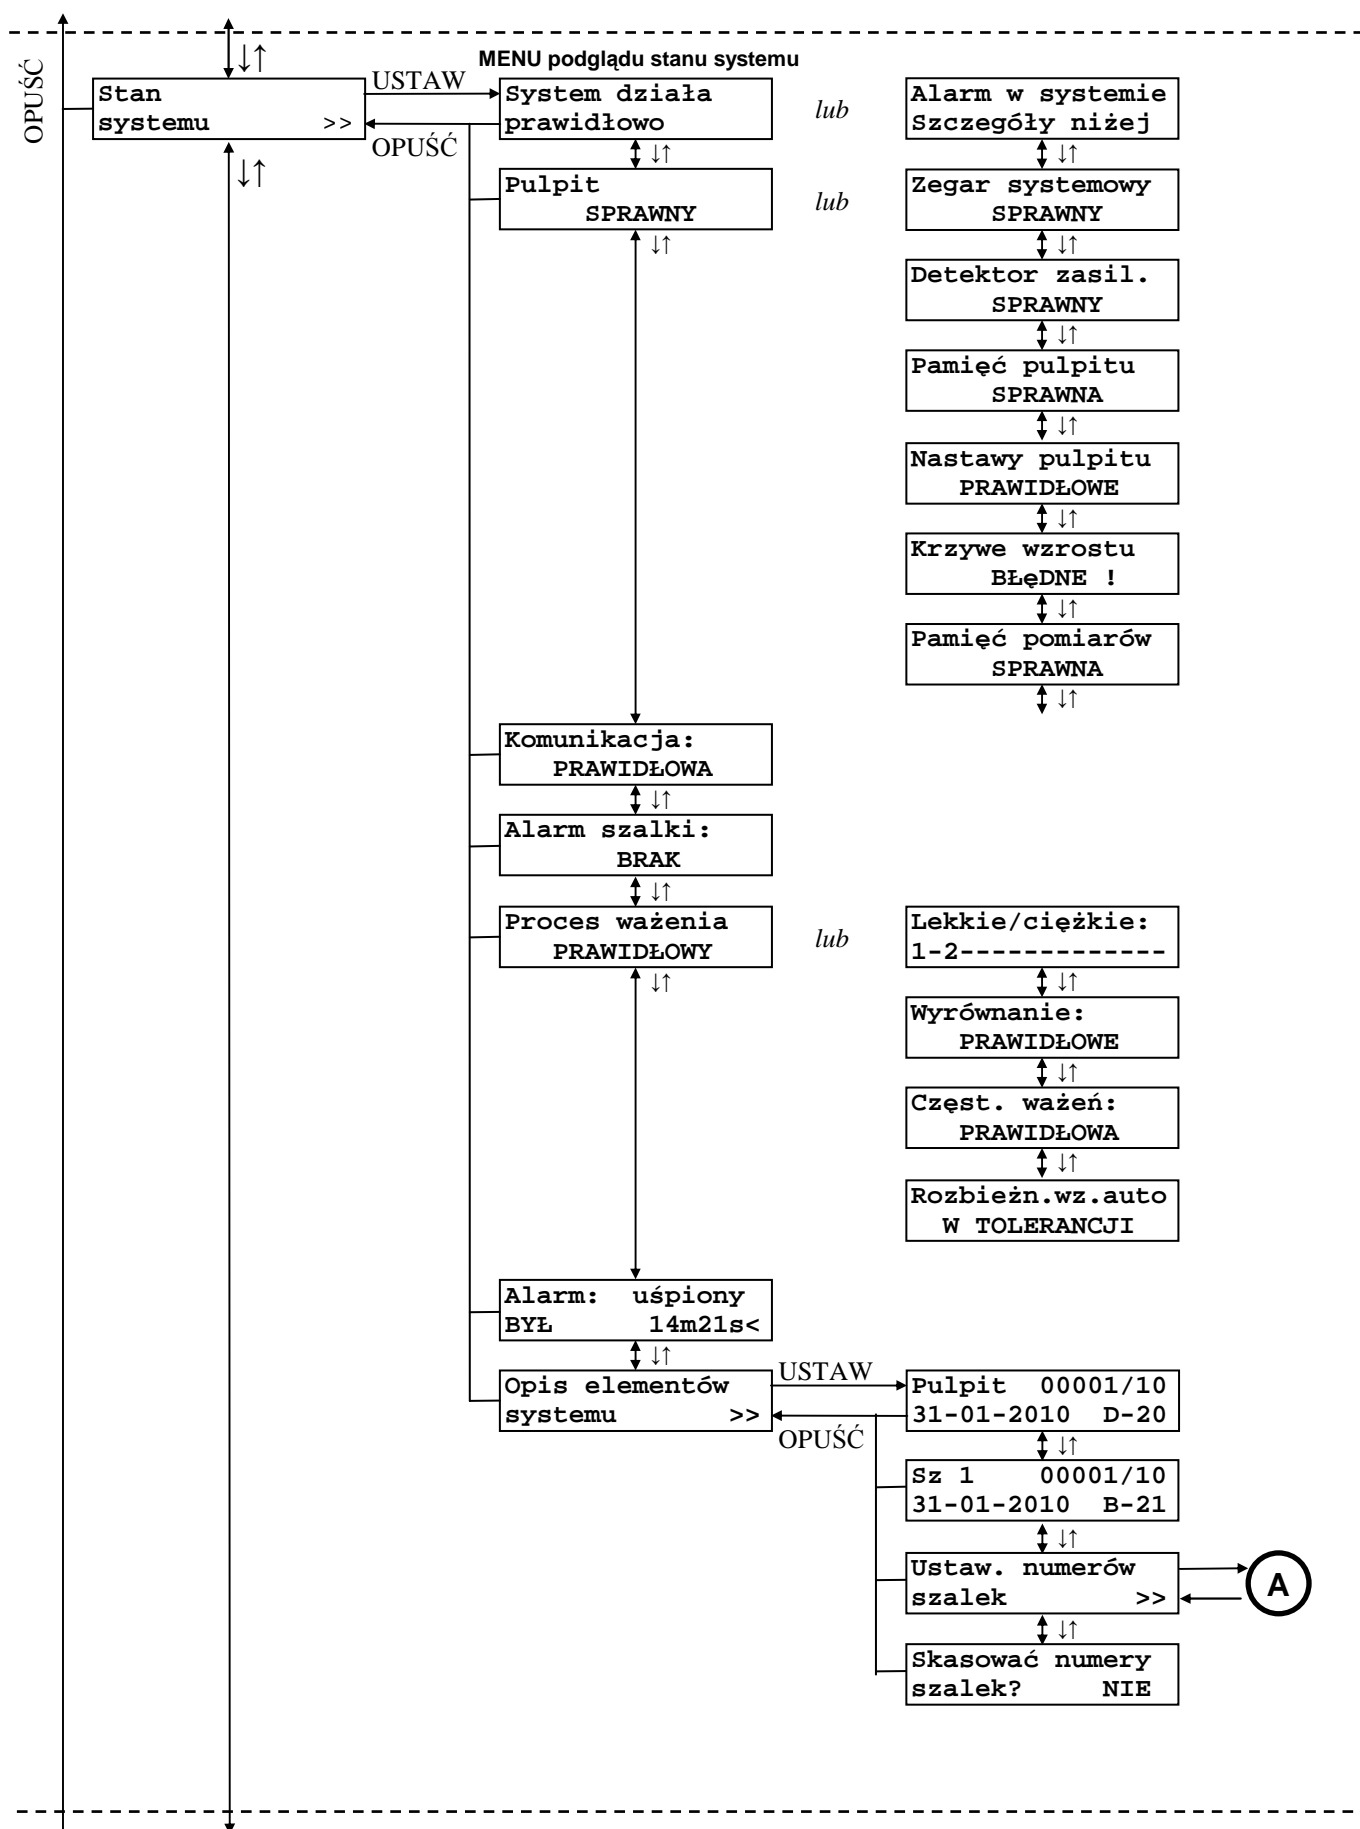 OPUŚĆ
↓↑
MENU podglądu stanu systemu
Stan
systemu >>
USTAW
OPUŚĆ
System działa
prawidłowo
lub
Alarm w systemie
Szczegóły niżej
↓↑
↓↑
↓↑
Pulpit
SPRAWNY
lub
Zegar systemowy
SPRAWNY
↓↑
↓↑
Detektor zasil.
SPRAWNY
↓↑
Pamięć pulpitu
SPRAWNA
↓↑
Nastawy pulpitu
PRAWIDŁOWE
↓↑
Krzywe wzrostu
BŁęDNE !
↓↑
Pamięć pomiarów
SPRAWNA
↓↑
Komunikacja:
PRAWIDŁOWA
↓↑
Alarm szalki:
BRAK
↓↑
Proces ważenia
PRAWIDŁOWY
lub
Lekkie/ciężkie:
1-2-------------
↓↑
↓↑
Wyrównanie:
PRAWIDŁOWE
↓↑
Częst. ważeń:
PRAWIDŁOWA
↓↑
Rozbieżn.wz.auto
W TOLERANCJI
Alarm: uśpiony
BYŁ 14m21s<
↓↑
Opis elementów
systemu >>
USTAW
OPUŚĆ
Pulpit 00001/10
31-01-2010 D-20
↓↑
Sz 1 00001/10
31-01-2010 B-21
↓↑
Ustaw. numerów
szalek >>
A
↓↑
Skasować numery
szalek? NIE